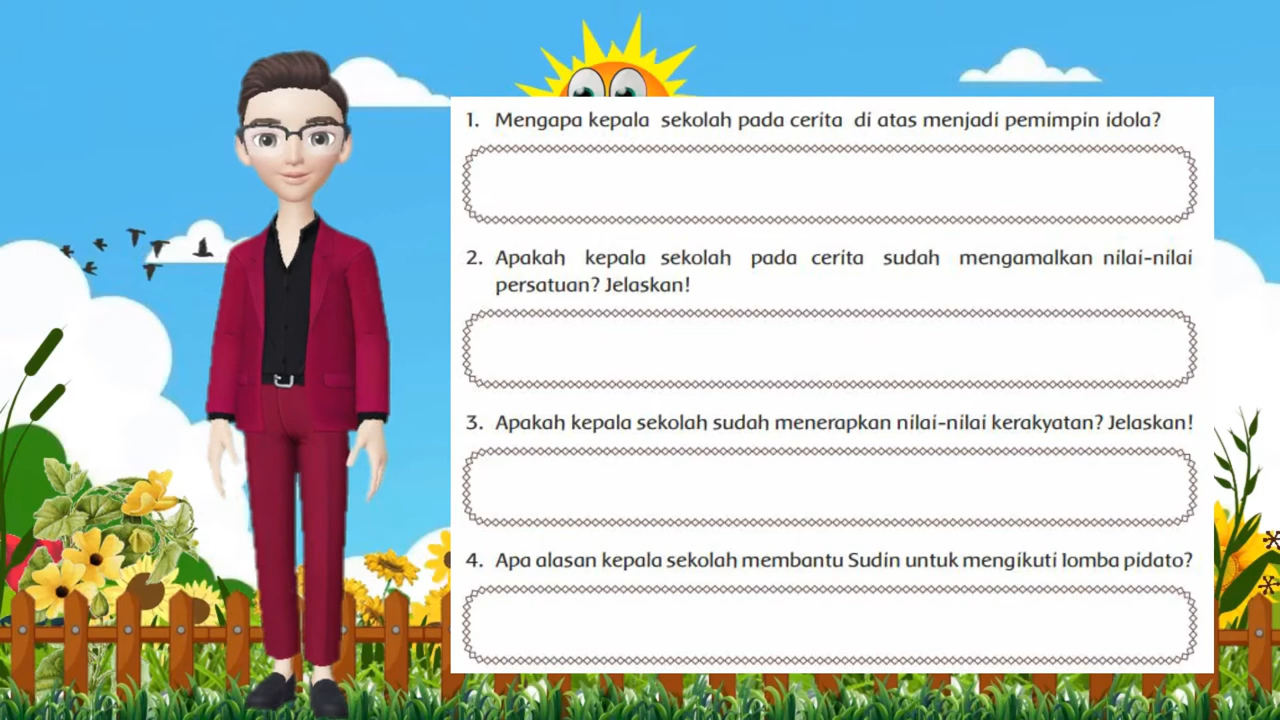 1. Mengapa kepala sekolah pada cerita di atas menjadi pemimpin idola?
2. Apakah kepala sekolah pada cerita sudah mengamalkan nilai-nilai
persatuan? Jelaskan!
3. Apakah kepala sekolah sudah menerapkan nilai-nilai kerakyatan? Jelaskan!
4. Apa alasan kepala sekolah membantu Sudin untuk mengikuti lomba pidato?